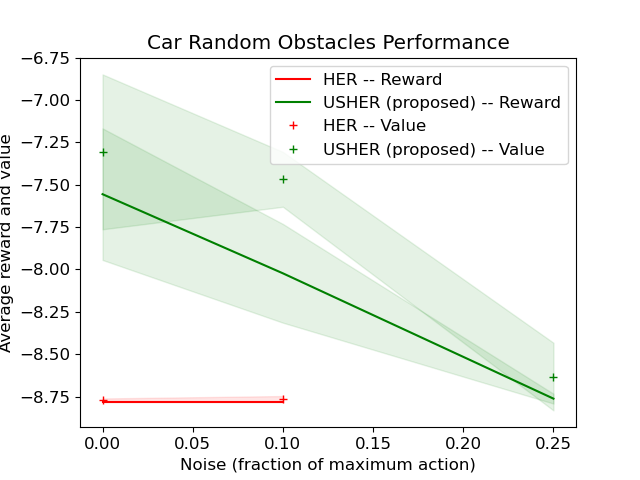 Car Random Obstacles Performance
HER -- Reward
USHER (proposed) -- Reward
HER -- Value
USHER (proposed) -- Value
Average reward and value
−6.75
−7.00
−7.25
−7.50
−7.75
−8.00
−8.25
−8.50
−8.75
0.00 0.05 0.10 0.15 0.20 0.25
Noise (fraction of maximum action)